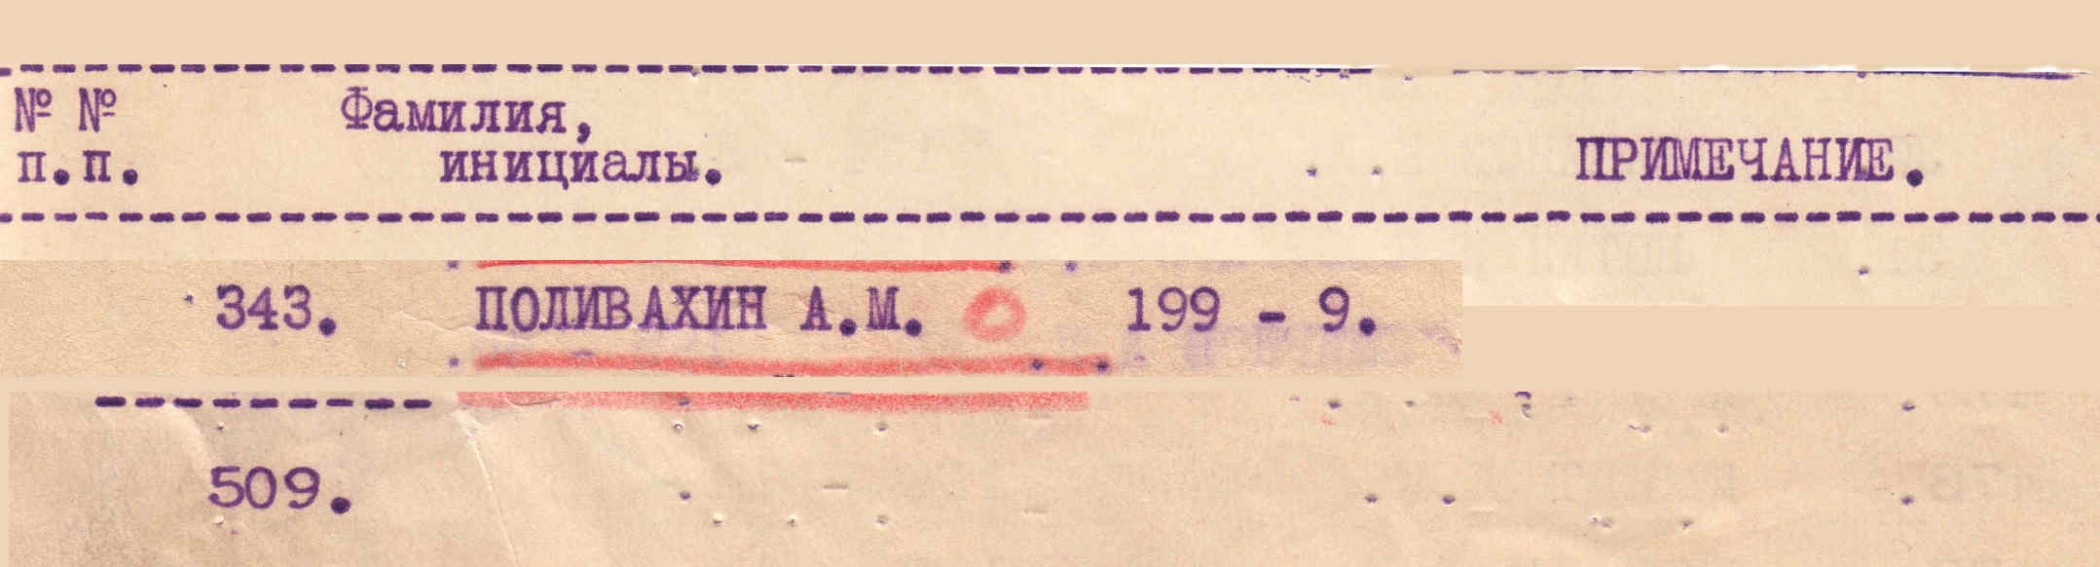 № № Фамилия,
п.п. инициалы. ПРИМЕЧАНИЕ.
343. ПОЛИВАХИН А.М. 199 - 9.
509.